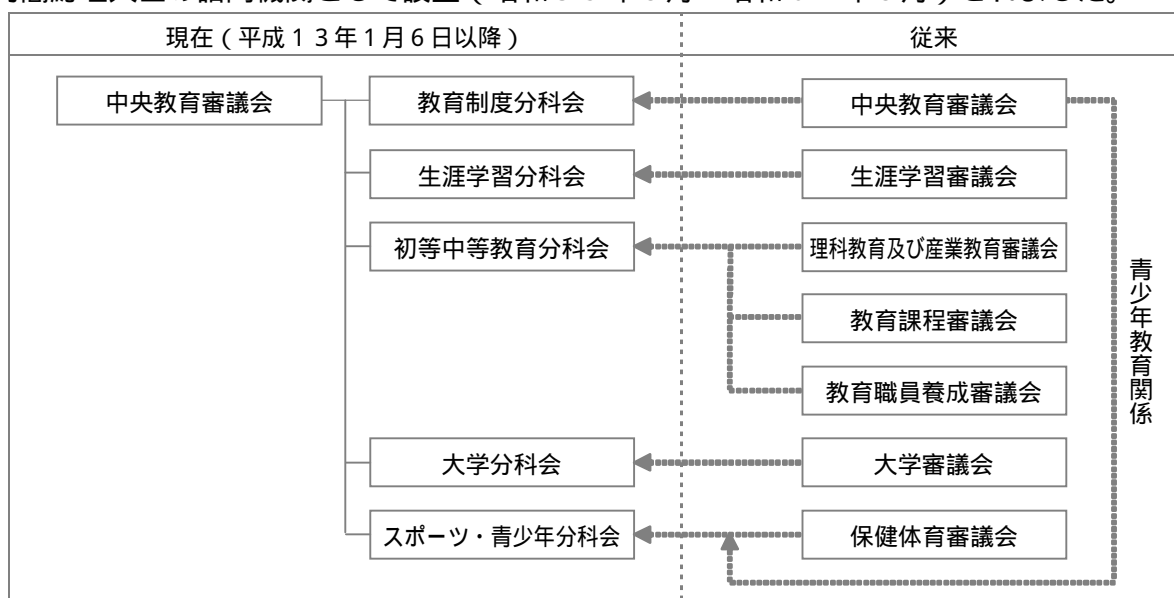 現在（平成１３年１月６日以降）
従来
中央教育審議会
教育制度分科会
中央教育審議会
生涯学習分科会
生涯学習審議会
初等中等教育分科会
理科教育及び産業教育審議会
教育課程審議会
教育職員養成審議会
大学分科会
大学審議会
スポーツ・青少年分科会
保健体育審議会
青少年教育関係